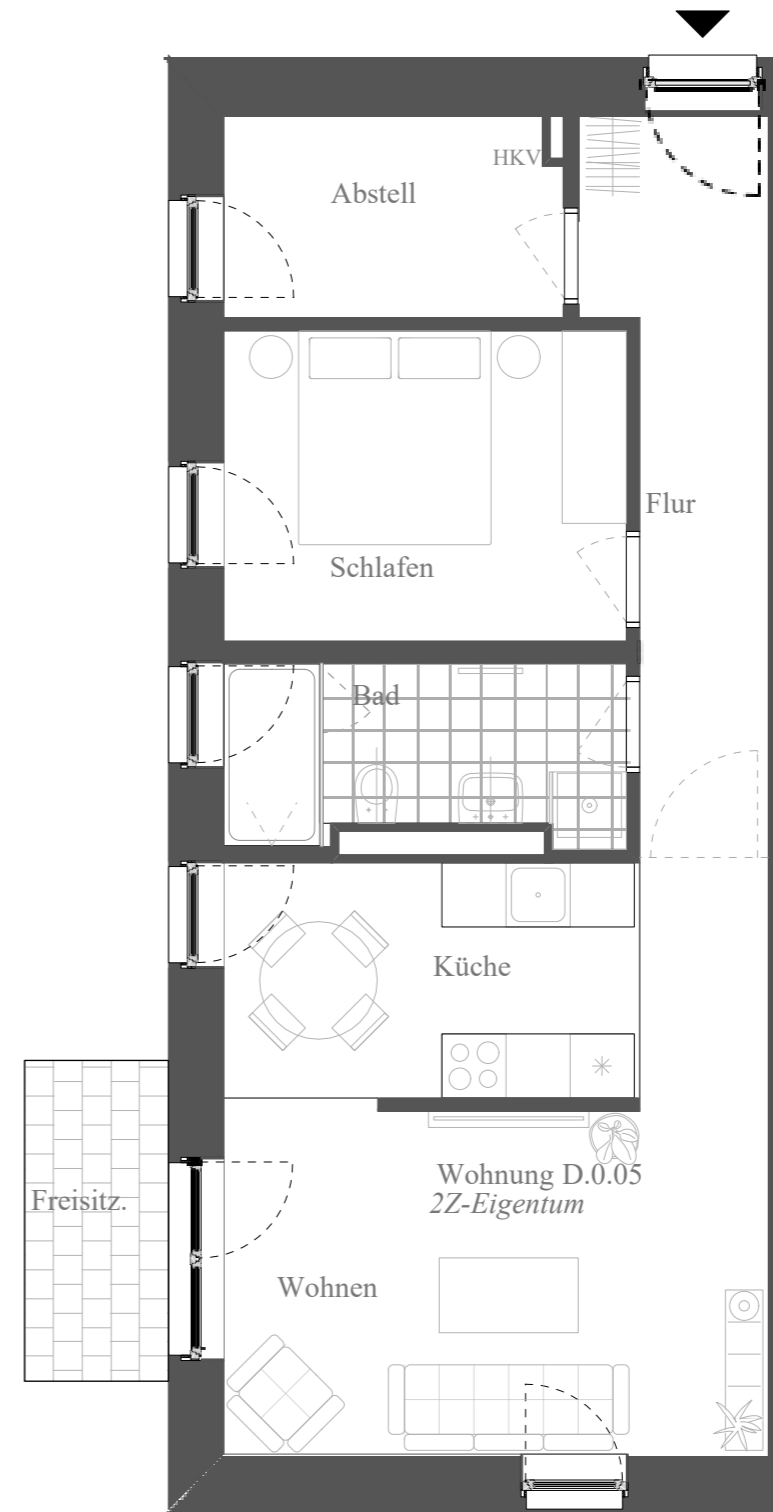 HKV
Abstell
Flur
Schlafen
Bad
Küche
Wohnung D.0.05
2Z-Eigentum
Freisitz.
Wohnen